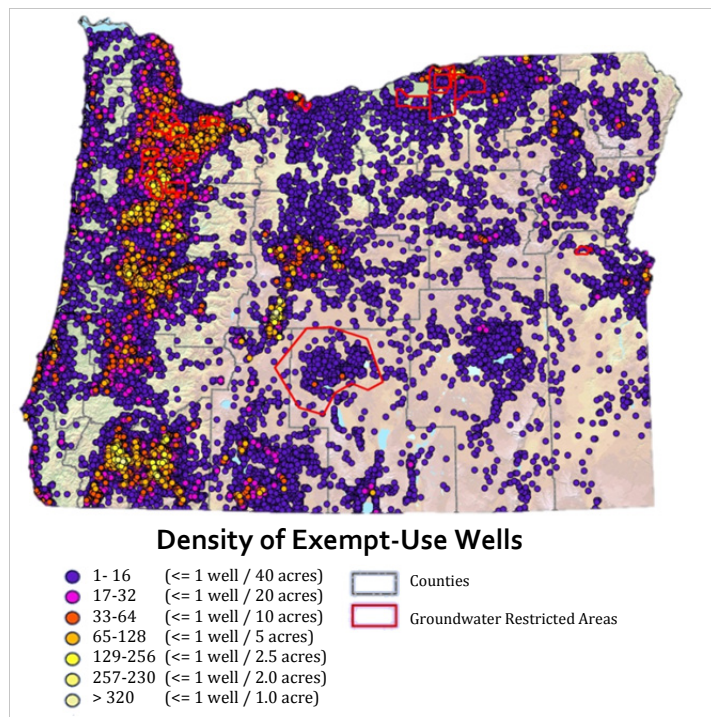 Density of Exempt-Use Wells
1- 16 (<= 1 well / 40 acres)
17-32 (<= 1 well / 20 acres)
33-64 (<= 1 well / 10 acres)
65-128 (<= 1 well / 5 acres)
129-256 (<= 1 well / 2.5 acres)
257-230 (<= 1 well / 2.0 acres)
> 320 (<= 1 well / 1.0 acre)
Counties
Groundwater Restricted Areas